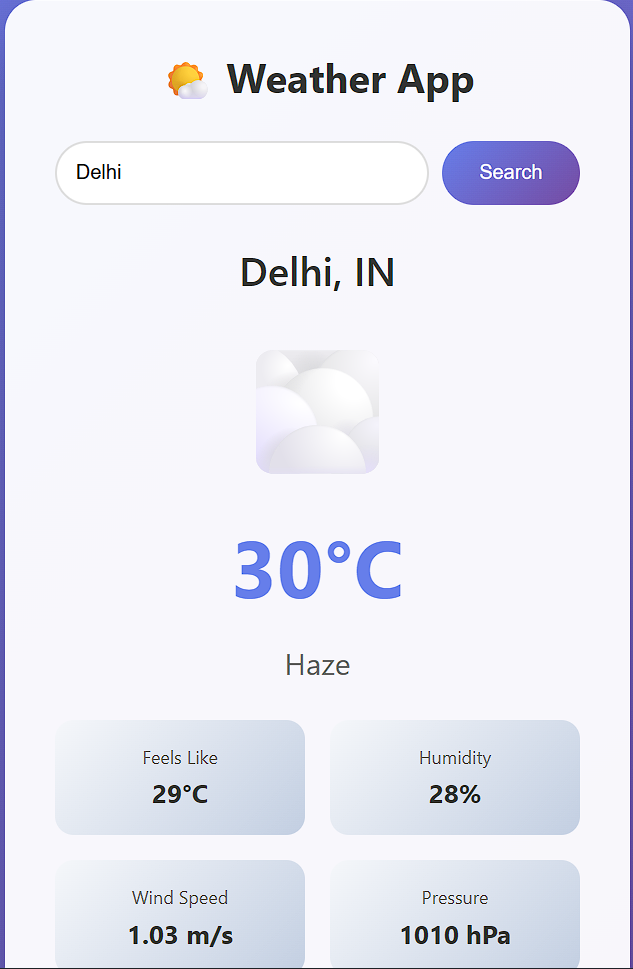 Weather App
Delhi
Search
Delhi, IN
30°C
Haze
Feels Like
29°C
Humidity
28%
Wind Speed
1.03 m/s
Pressure
1010 hPa